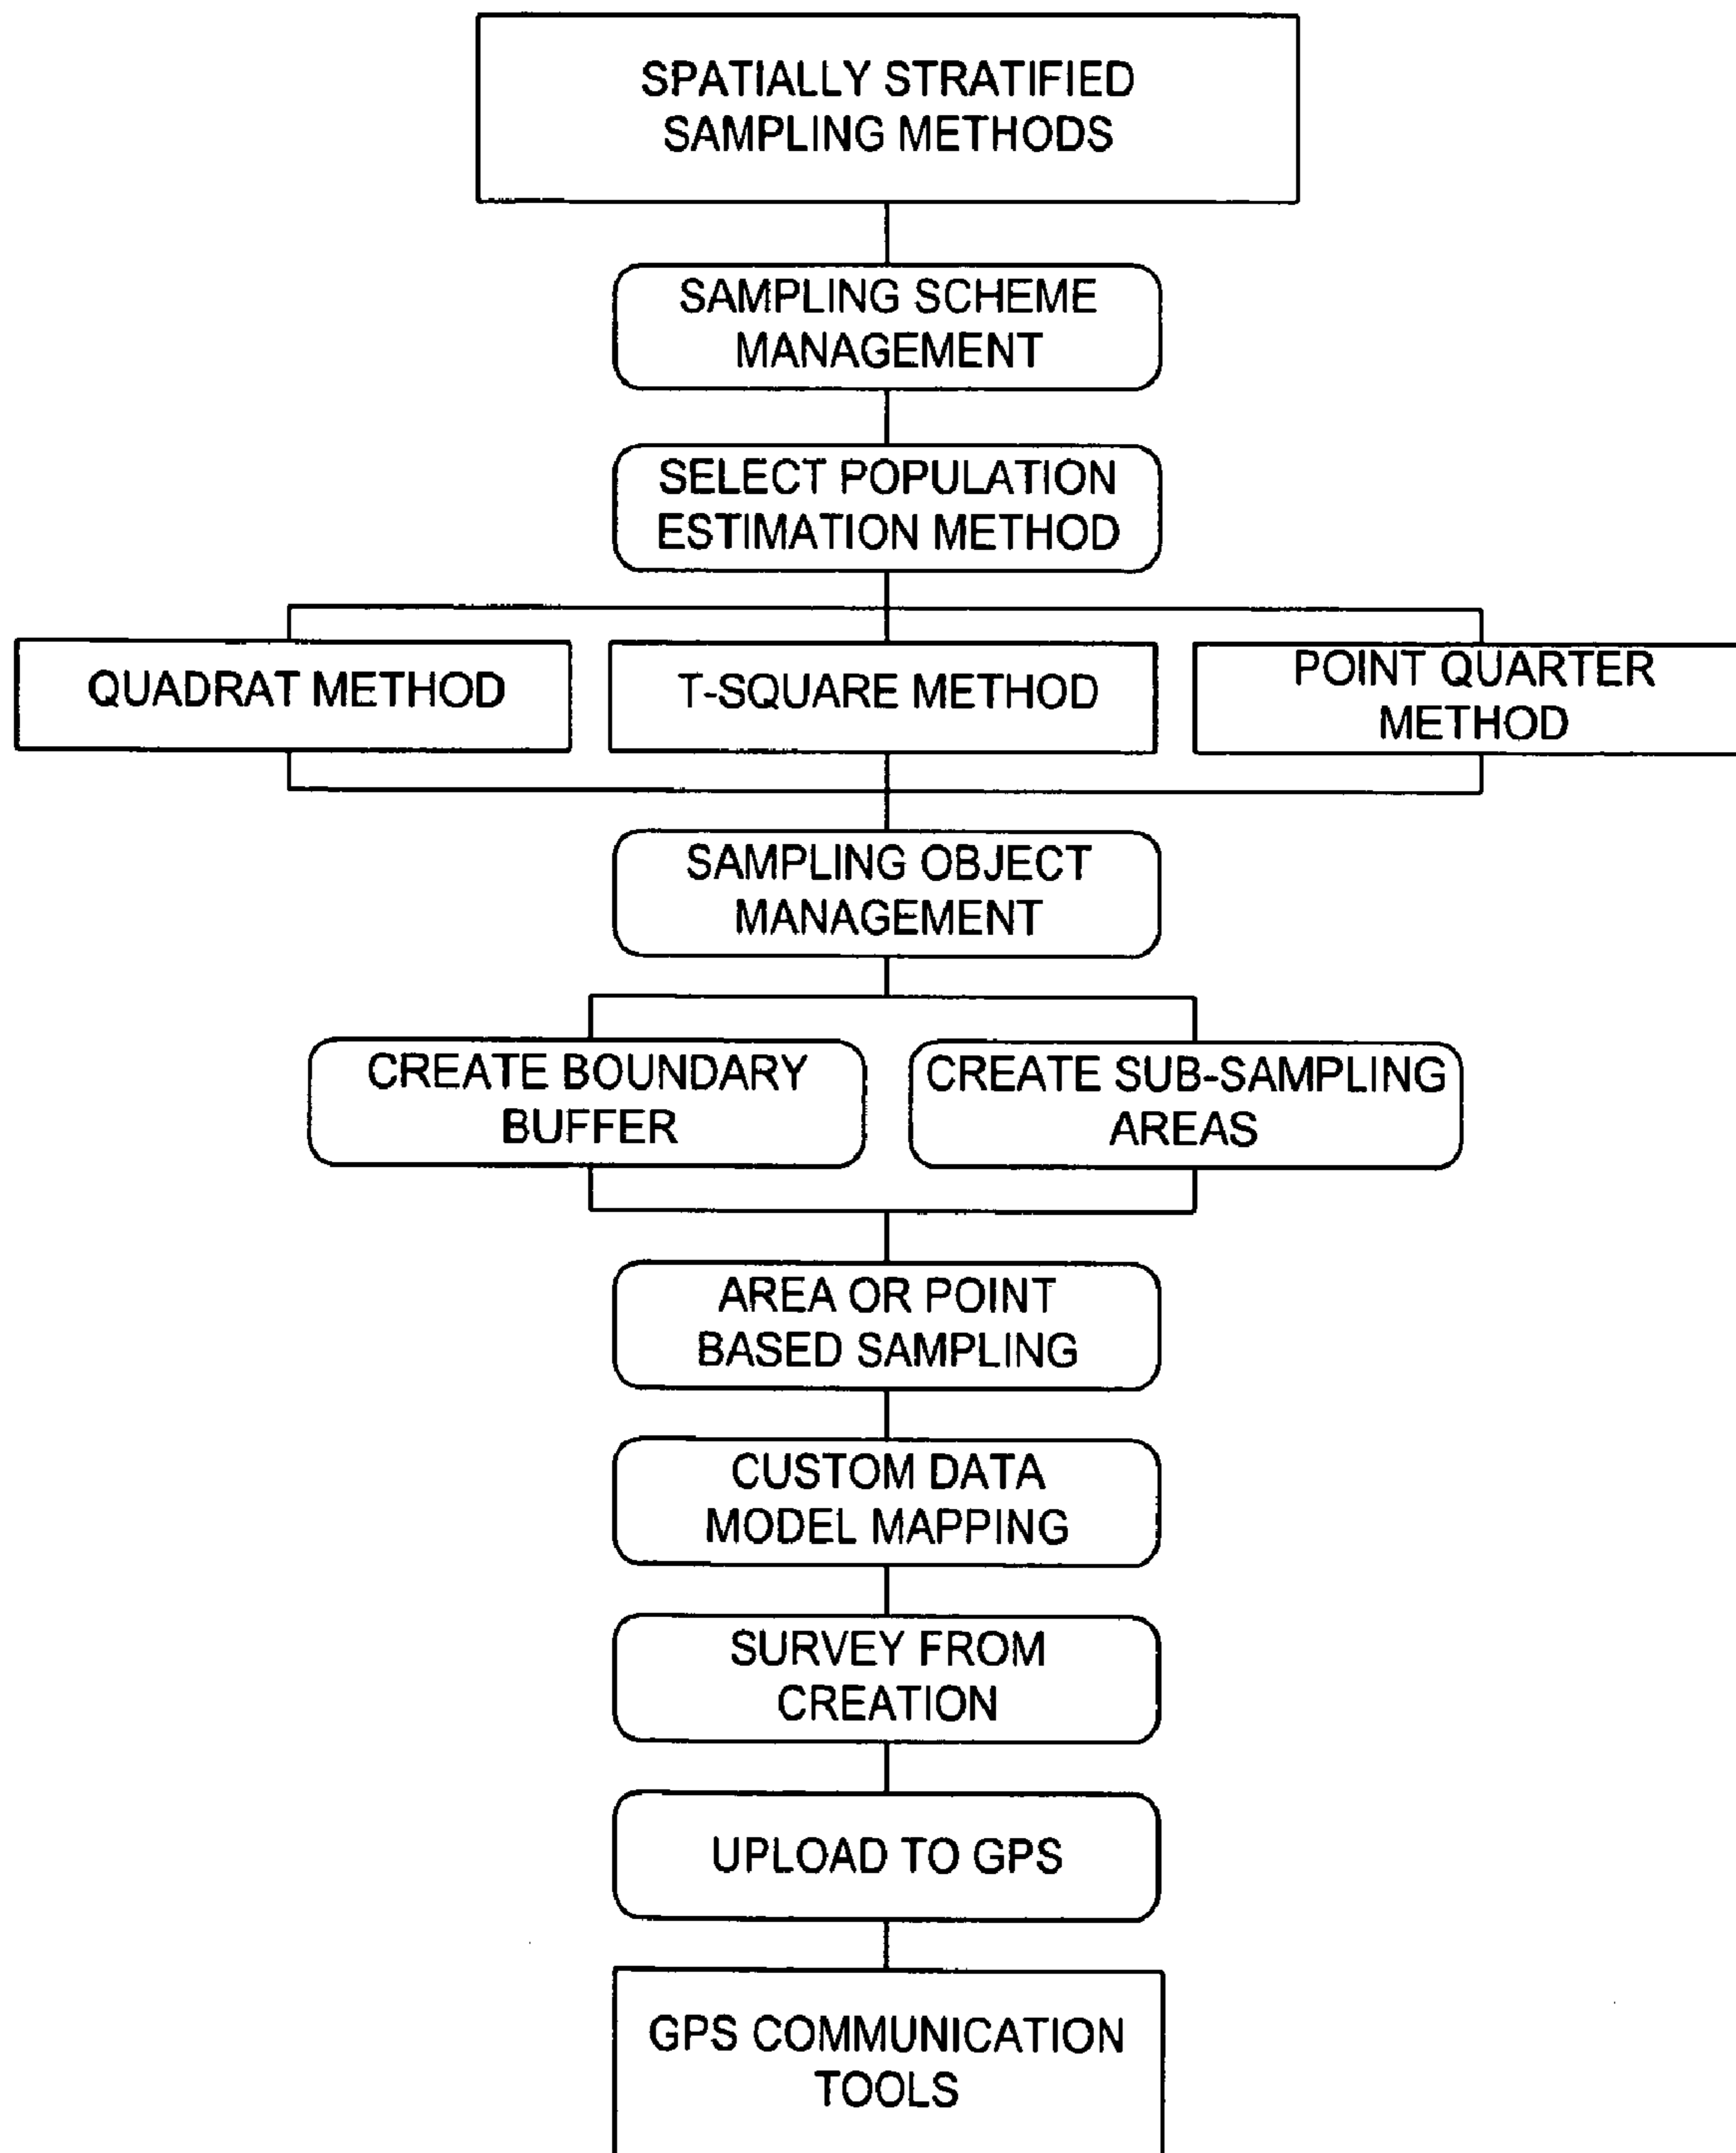 SPATIALLY STRATIFIED
SAMPLING METHODS
SAMPLING SCHEME
MANAGEMENT
SELECT POPULATION
ESTIMATION METHOD
QUADRAT METHOD
T-SQUARE METHOD
POINT QUARTER
METHOD
SAMPLING OBJECT
MANAGEMENT
CREATE BOUNDARY
BUFFER
CREATE SUB-SAMPLING
AREAS
AREA OR POINT
BASED SAMPLING
CUSTOM DATA
MODEL MAPPING
SURVEY FROM
CREATION
UPLOAD TO GPS
GPS COMMUNICATION
TOOLS